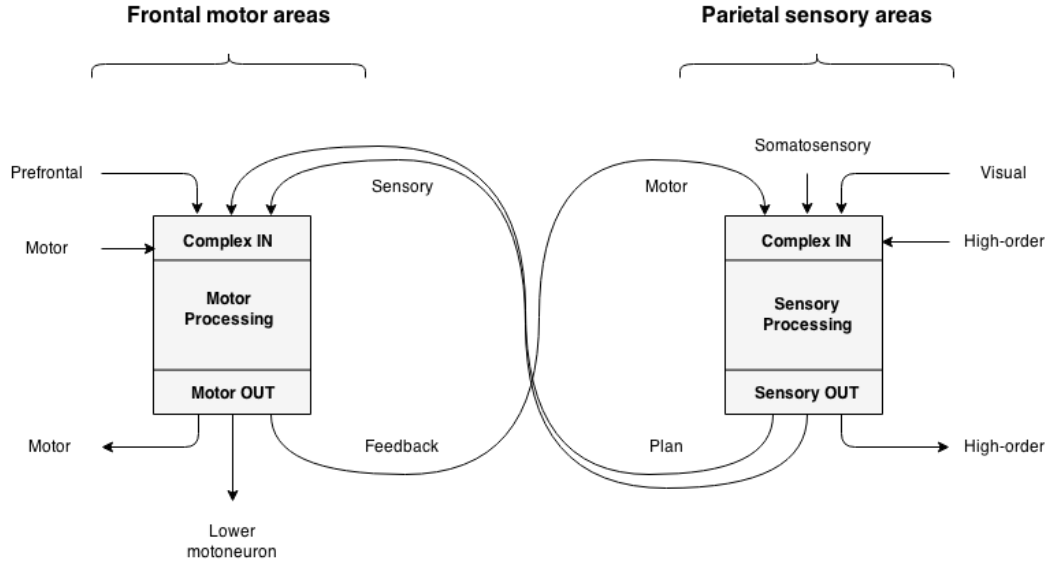 Frontal motor areas
Parietal sensory areas
Somatosensory
Prefrontal
Sensory
Motor
Visual
Motor
Complex IN
Complex IN
High-order
Motor
Processing
Sensory
Processing
Motor OUT
Sensory OUT
Motor
Feedback
Plan
High-order
Lower
motoneuron